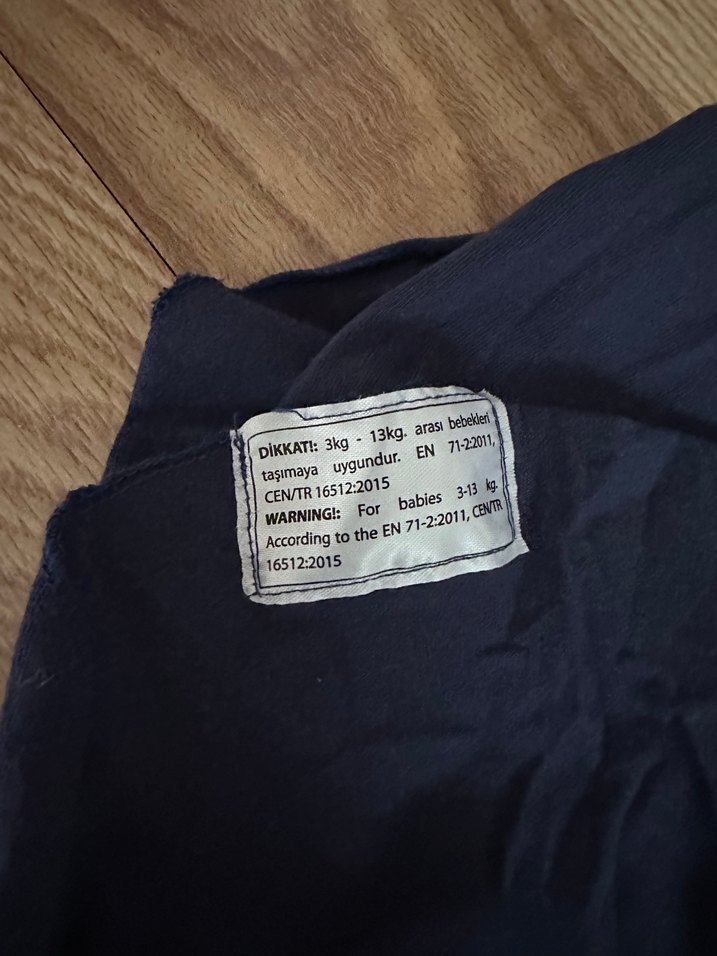 DİKKAT!: 3kg - 13kg. arası bebekleri
taşımaya uygundur. EN 71-2:2011,
CEN/TR 16512:2015
WARNING!: For babies 3-13 kg.
According to the EN 71-2:2011, CEN/TR
16512:2015